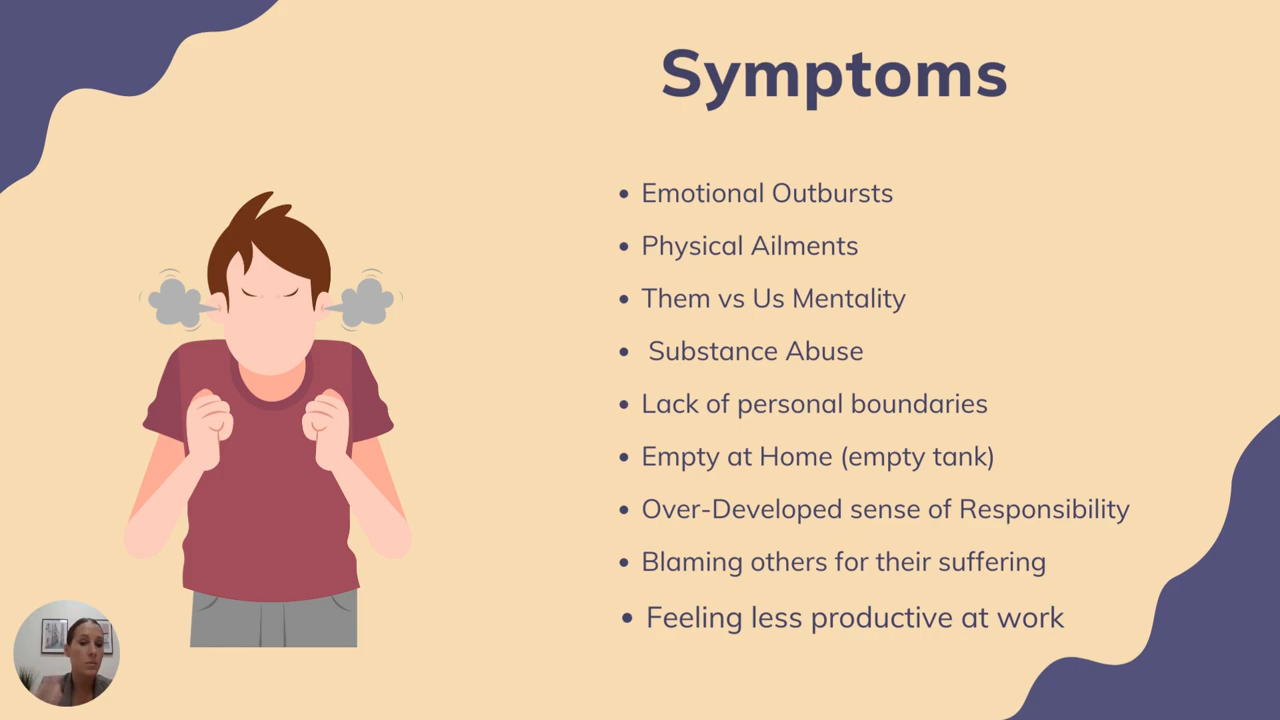 Symptoms
• Emotional Outbursts
• Physical Ailments
• Them vs Us Mentality
• Substance Abuse
• Lack of personal boundaries
• Empty at Home (empty tank)
• Over-Developed sense of Responsibility
• Blaming others for their suffering
• Feeling less productive at work